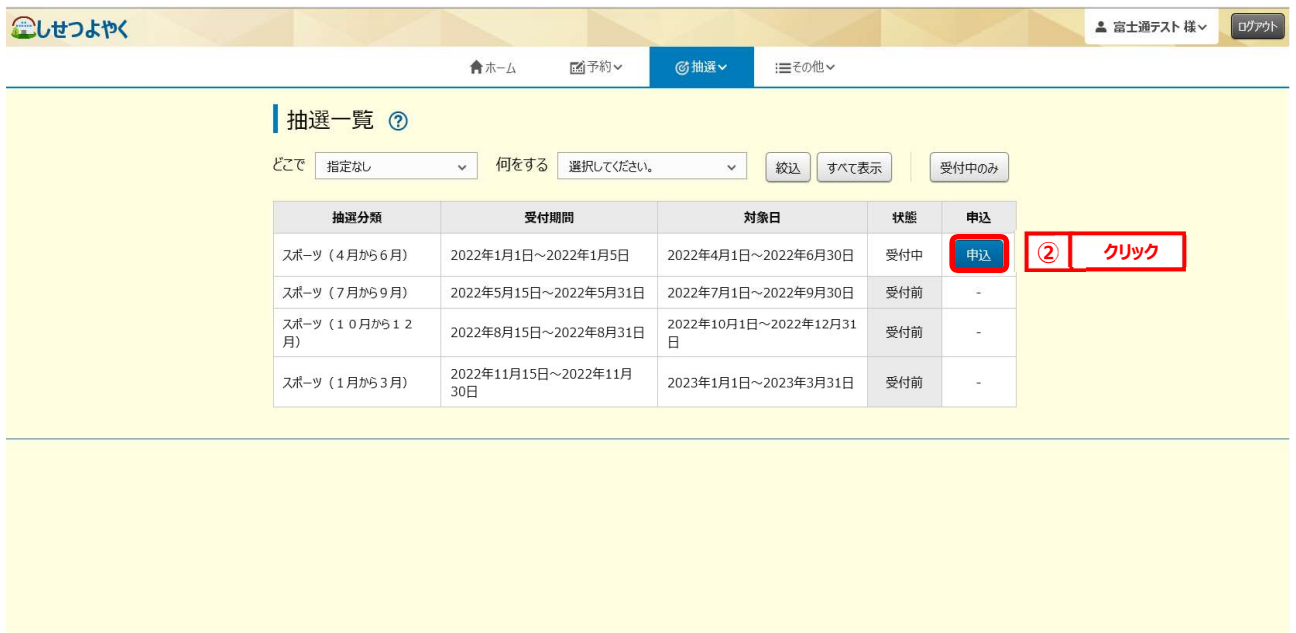 しせつよやく
富士通テスト 様
ログアウト
ホーム 予約 抽選 その他
抽選一覧 ?
どこで 指定なし 何をする 選択してください。 絞込 すべて表示 受付中のみ
抽選分類 受付期間 対象日 状態 申込
スポーツ（４月から６月） 2022年1月1日～2022年1月5日 2022年4月1日～2022年6月30日 受付中 申込
② クリック
スポーツ（７月から９月） 2022年5月15日～2022年5月31日 2022年7月1日～2022年9月30日 受付前 -
スポーツ（１０月から１２
月） 2022年8月15日～2022年8月31日 2022年10月1日～2022年12月31
日 受付前 -
スポーツ（１月から３月） 2022年11月15日～2022年11月
30日 2023年1月1日～2023年3月31日 受付前 -